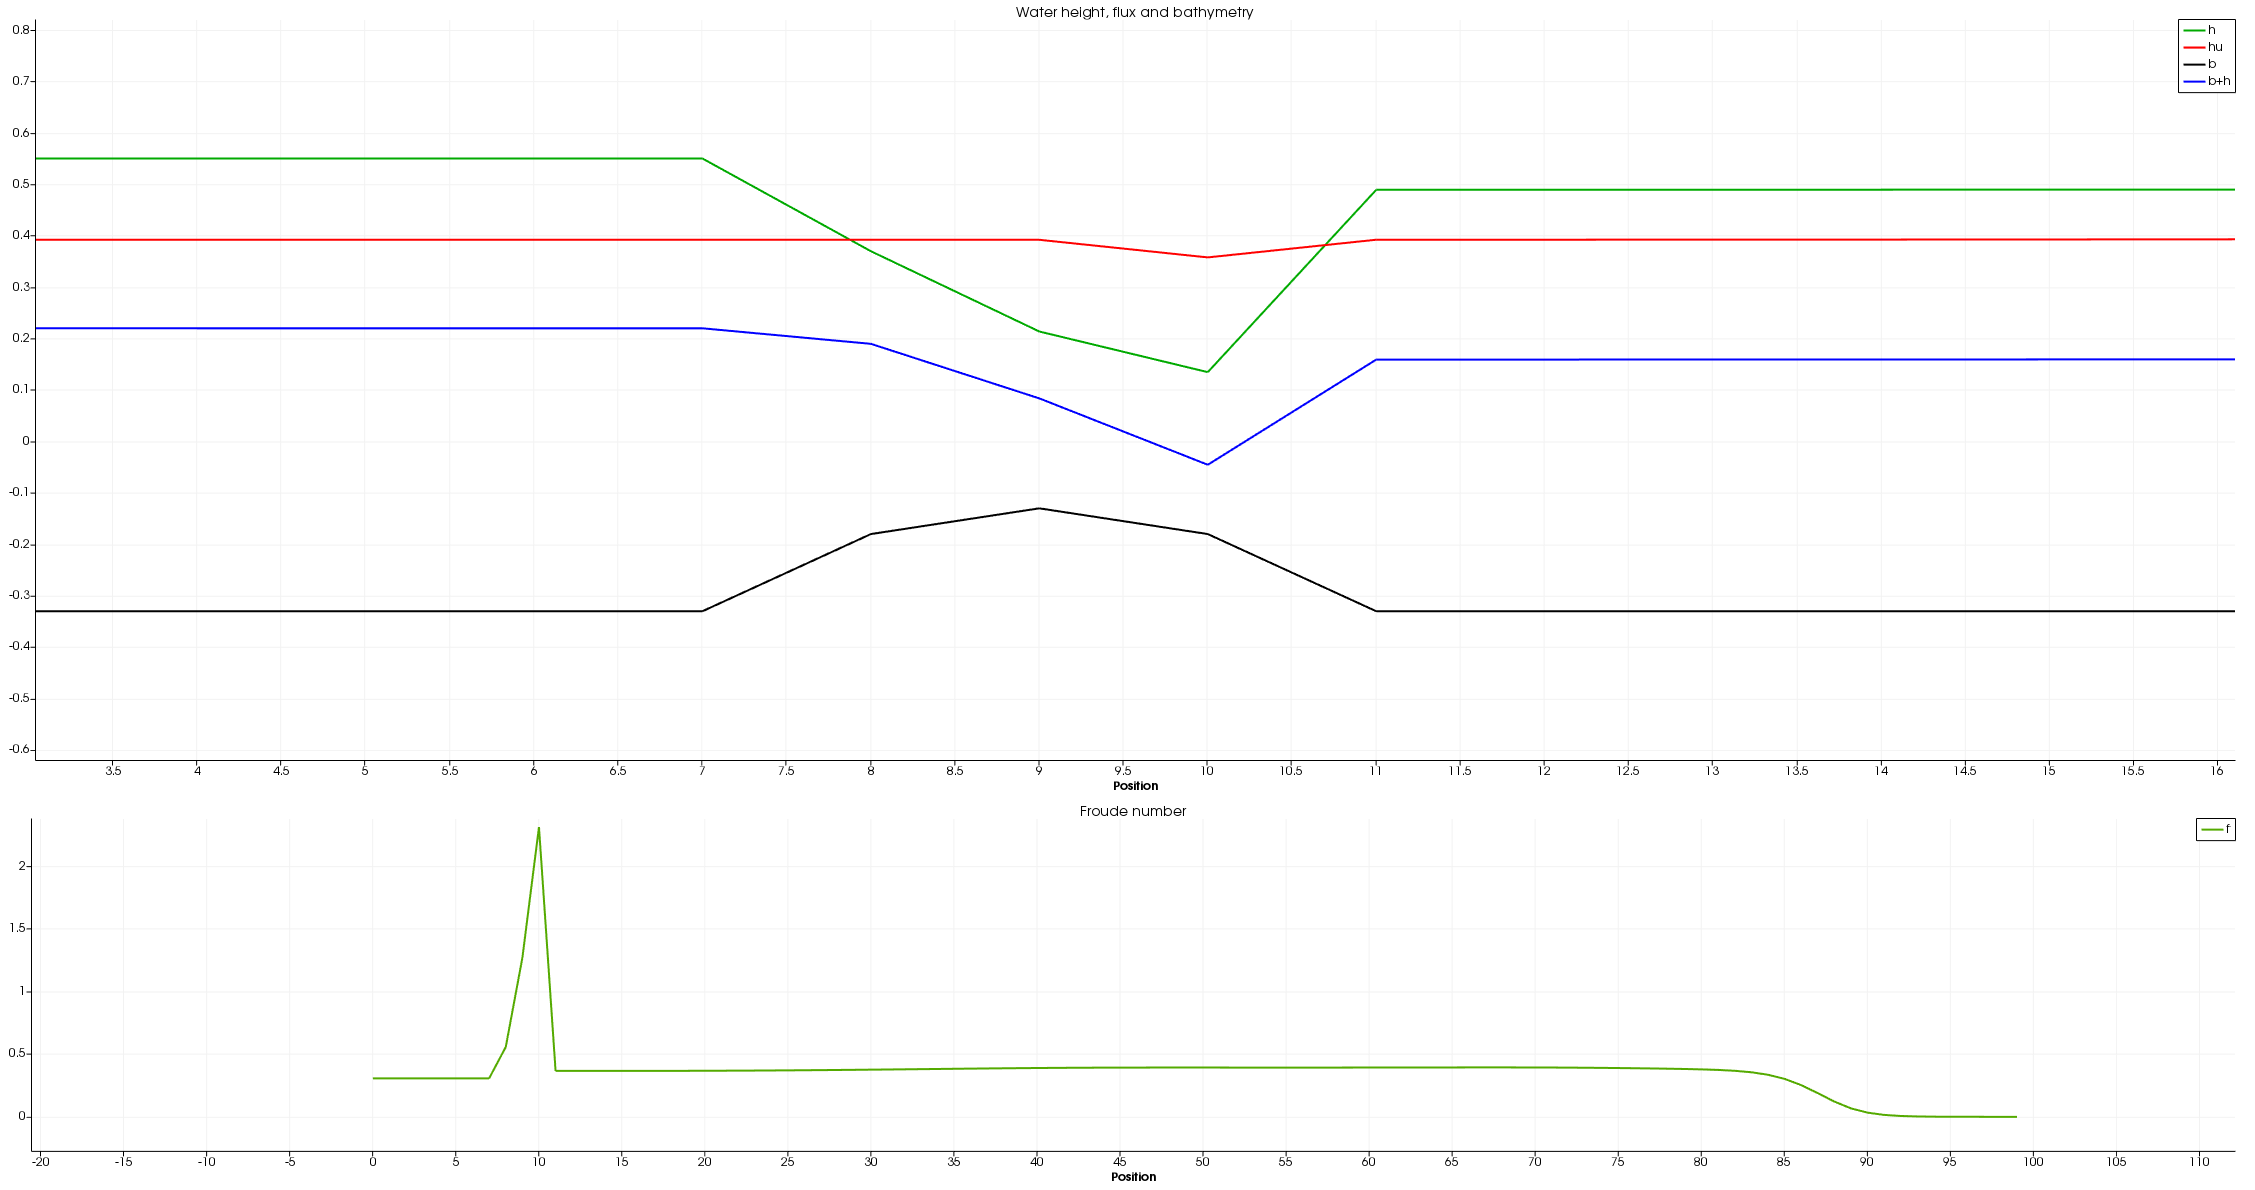 Water height, flux and bathymetry
h
hu
b
b+h
0.8
0.7
0.6
0.5
0.4
0.3
0.2
0.1
0
-0.1
-0.2
-0.3
-0.4
-0.5
-0.6
3.5 4 4.5 5 5.5 6 6.5 7 7.5 8 8.5 9 9.5 10 10.5 11 11.5 12 12.5 13 13.5 14 14.5 15 15.5 16
Position
Froude number
f
2
1.5
1
0.5
0
-20 -15 -10 -5 0 5 10 15 20 25 30 35 40 45 50 55 60 65 70 75 80 85 90 95 100 105 110
Position